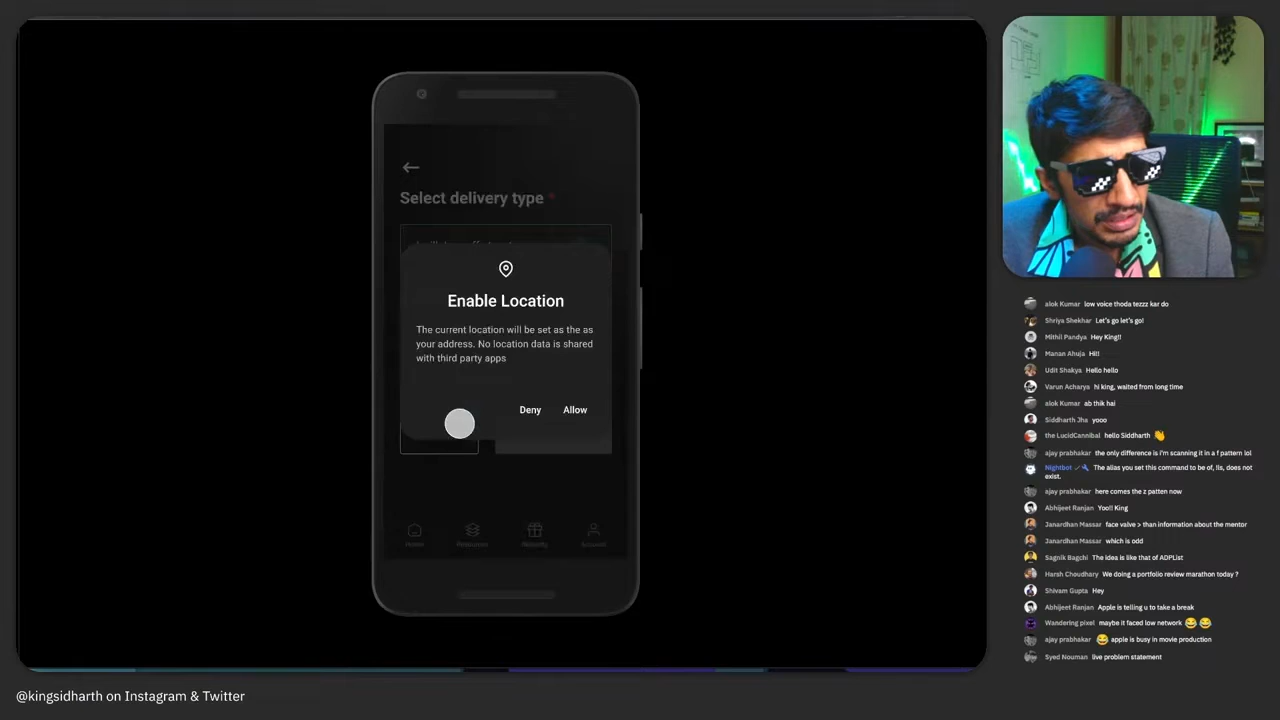 Select delivery type *
Enable Location
The current location will be set as the as
your address. No location data is shared
with third party apps
Deny Allow
Home Resources Rewards Account
alok Kumar low voice thoda tezzz kar do
Shriya Shekhar Let's go let's go!
Mithil Pandya Hey King!!
Manan Ahuja Hi!!
Udit Shakya Hello hello
Varun Acharya hi king, waited from long time
alok Kumar ab thik hai
Siddharth Jha yooo
the LucidCannibal hello Siddharth 👋
ajay prabhakar the only difference is i'm scanning it in a f pattern lol
Nightbot The alias you set this command to be of, !is, does not
exist.
ajay prabhakar here comes the z patten now
Abhijeet Ranjan Yoo!! King
Janardhan Massar face valve > than information about the mentor
Janardhan Massar which is odd
Sagnik Bagchi The idea is like that of ADPList
Harsh Choudhary We doing a portfolio review marathon today ?
Shivam Gupta Hey
Abhijeet Ranjan Apple is telling u to take a break
Wandering pixel maybe it faced low network 😂 😂
ajay prabhakar 😂 apple is busy in movie production
Syed Nouman live problem statement
@kingsidharth on Instagram & Twitter